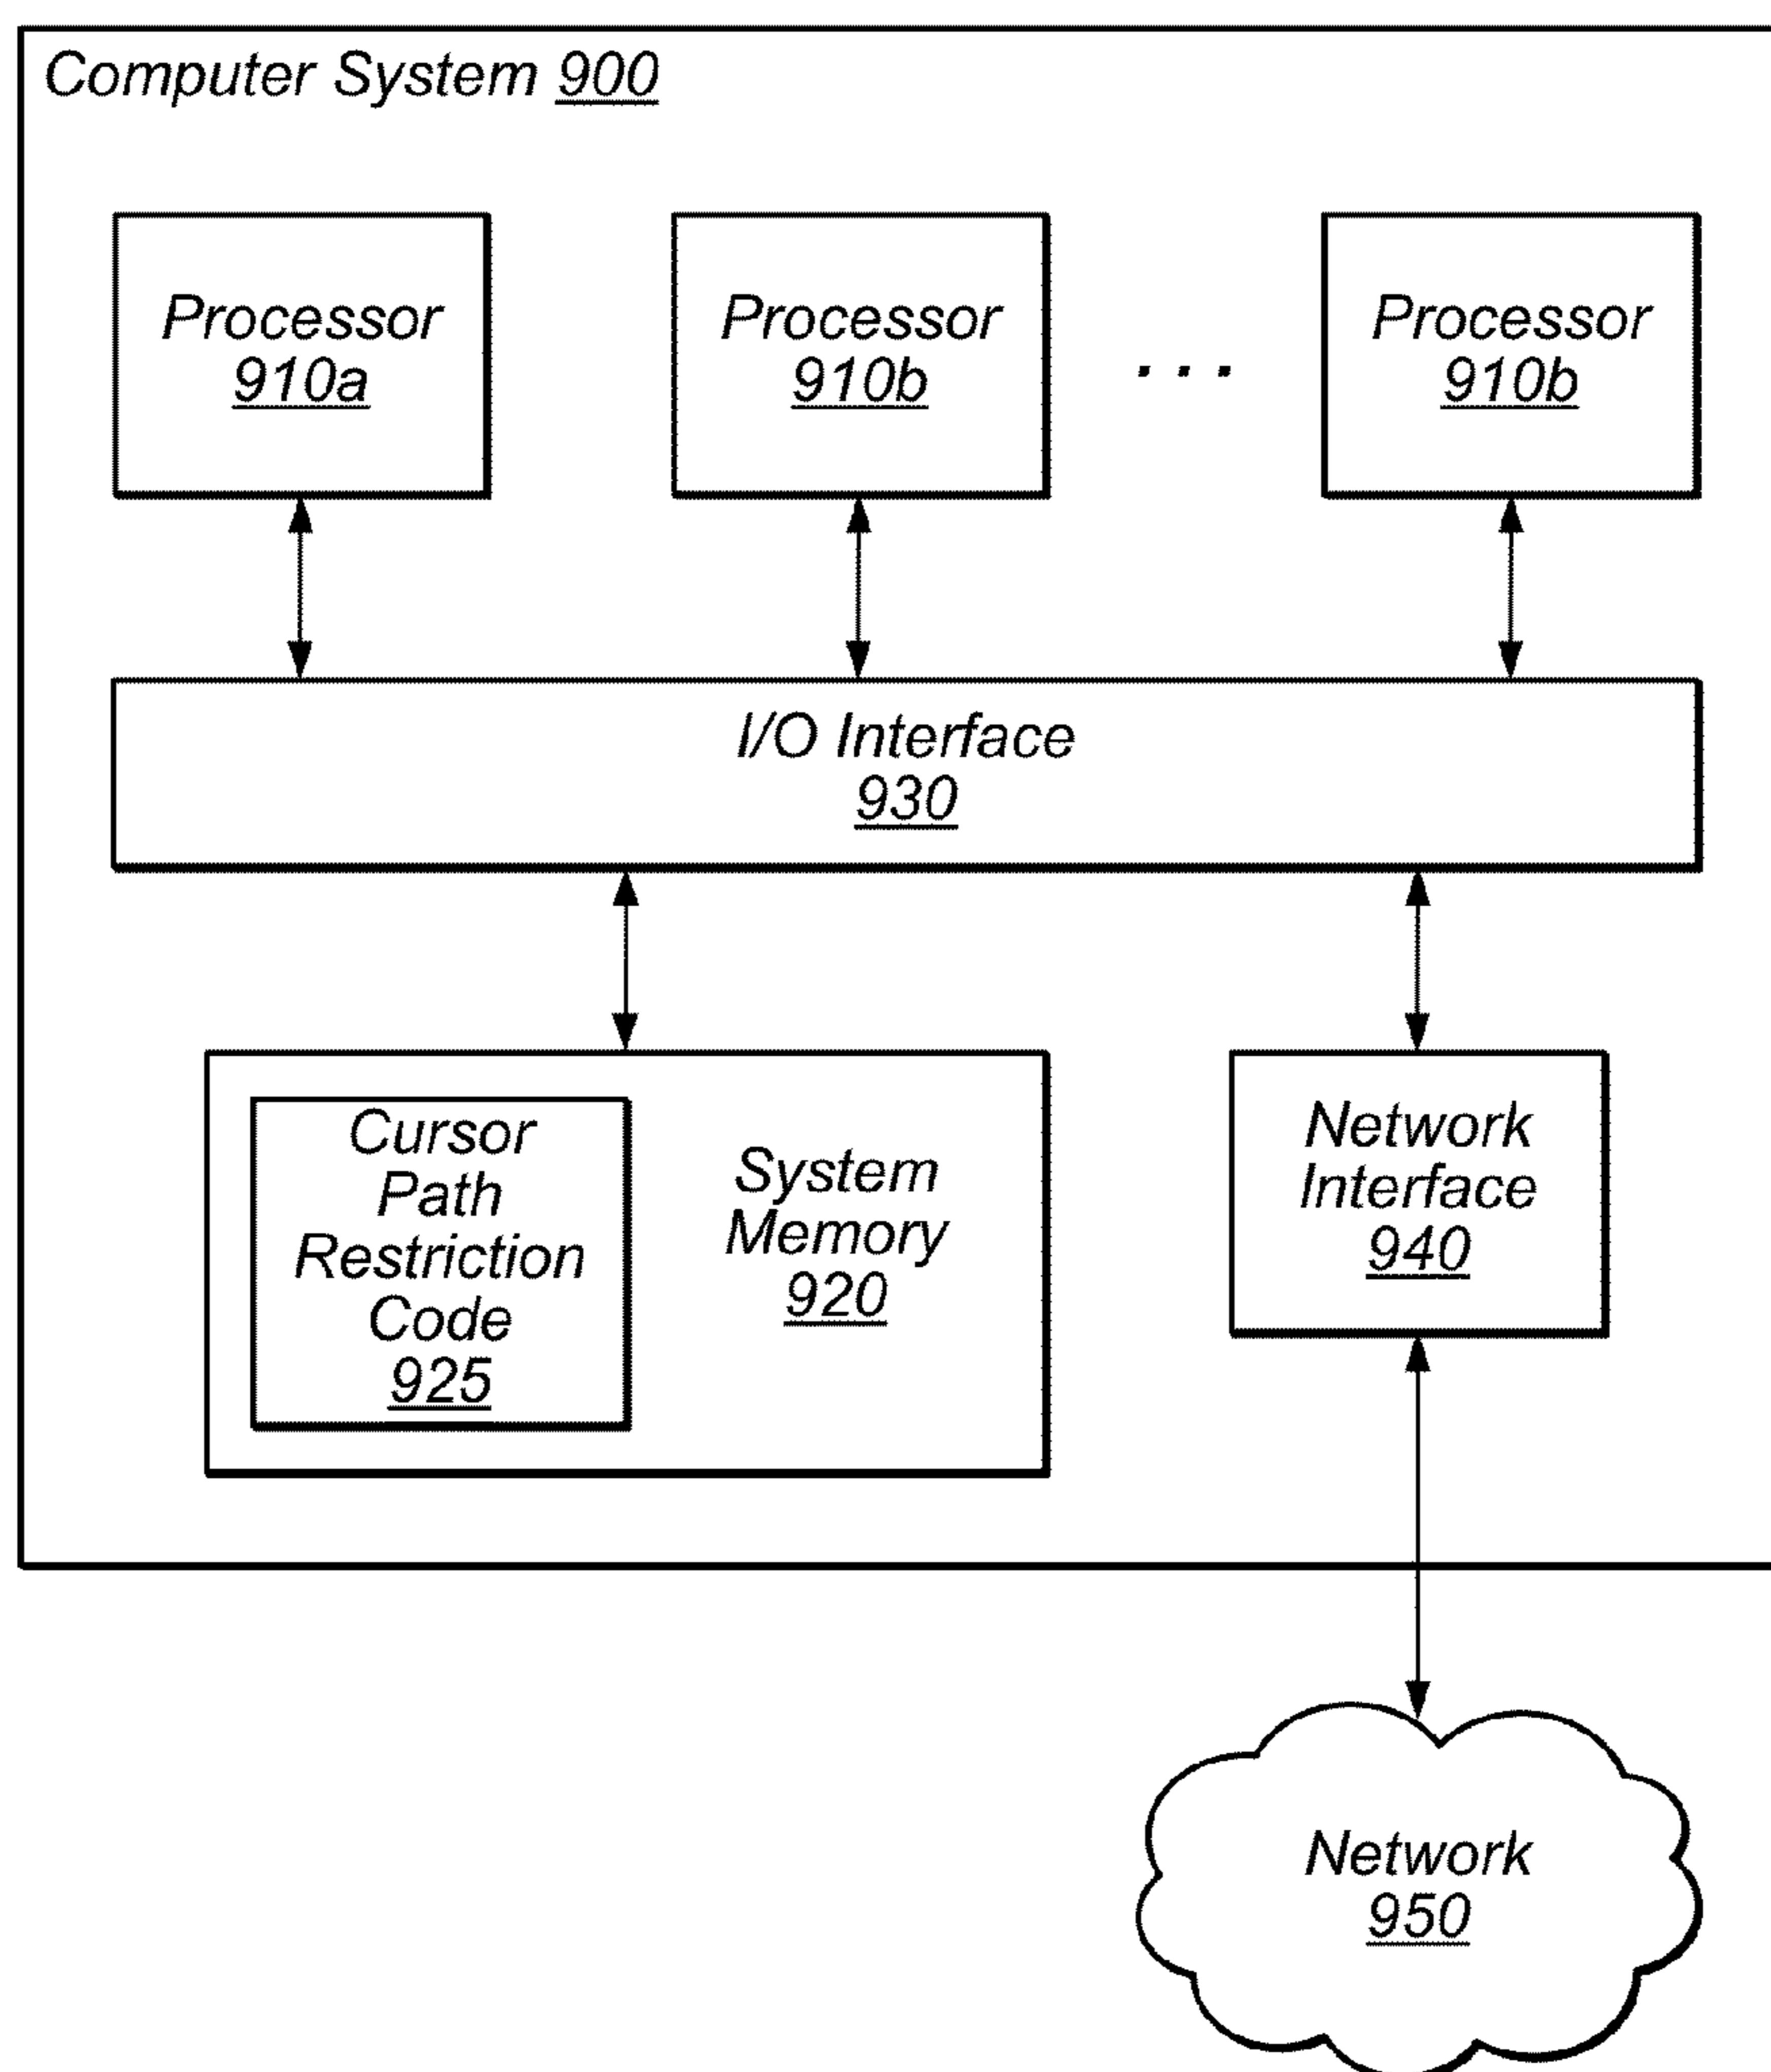 Computer System 900
Processor
910a
Processor
910b
. . .
Processor
910b
I/O Interface
930
Cursor
Path
Restriction
Code
925
System
Memory
920
Network
Interface
940
Network
950